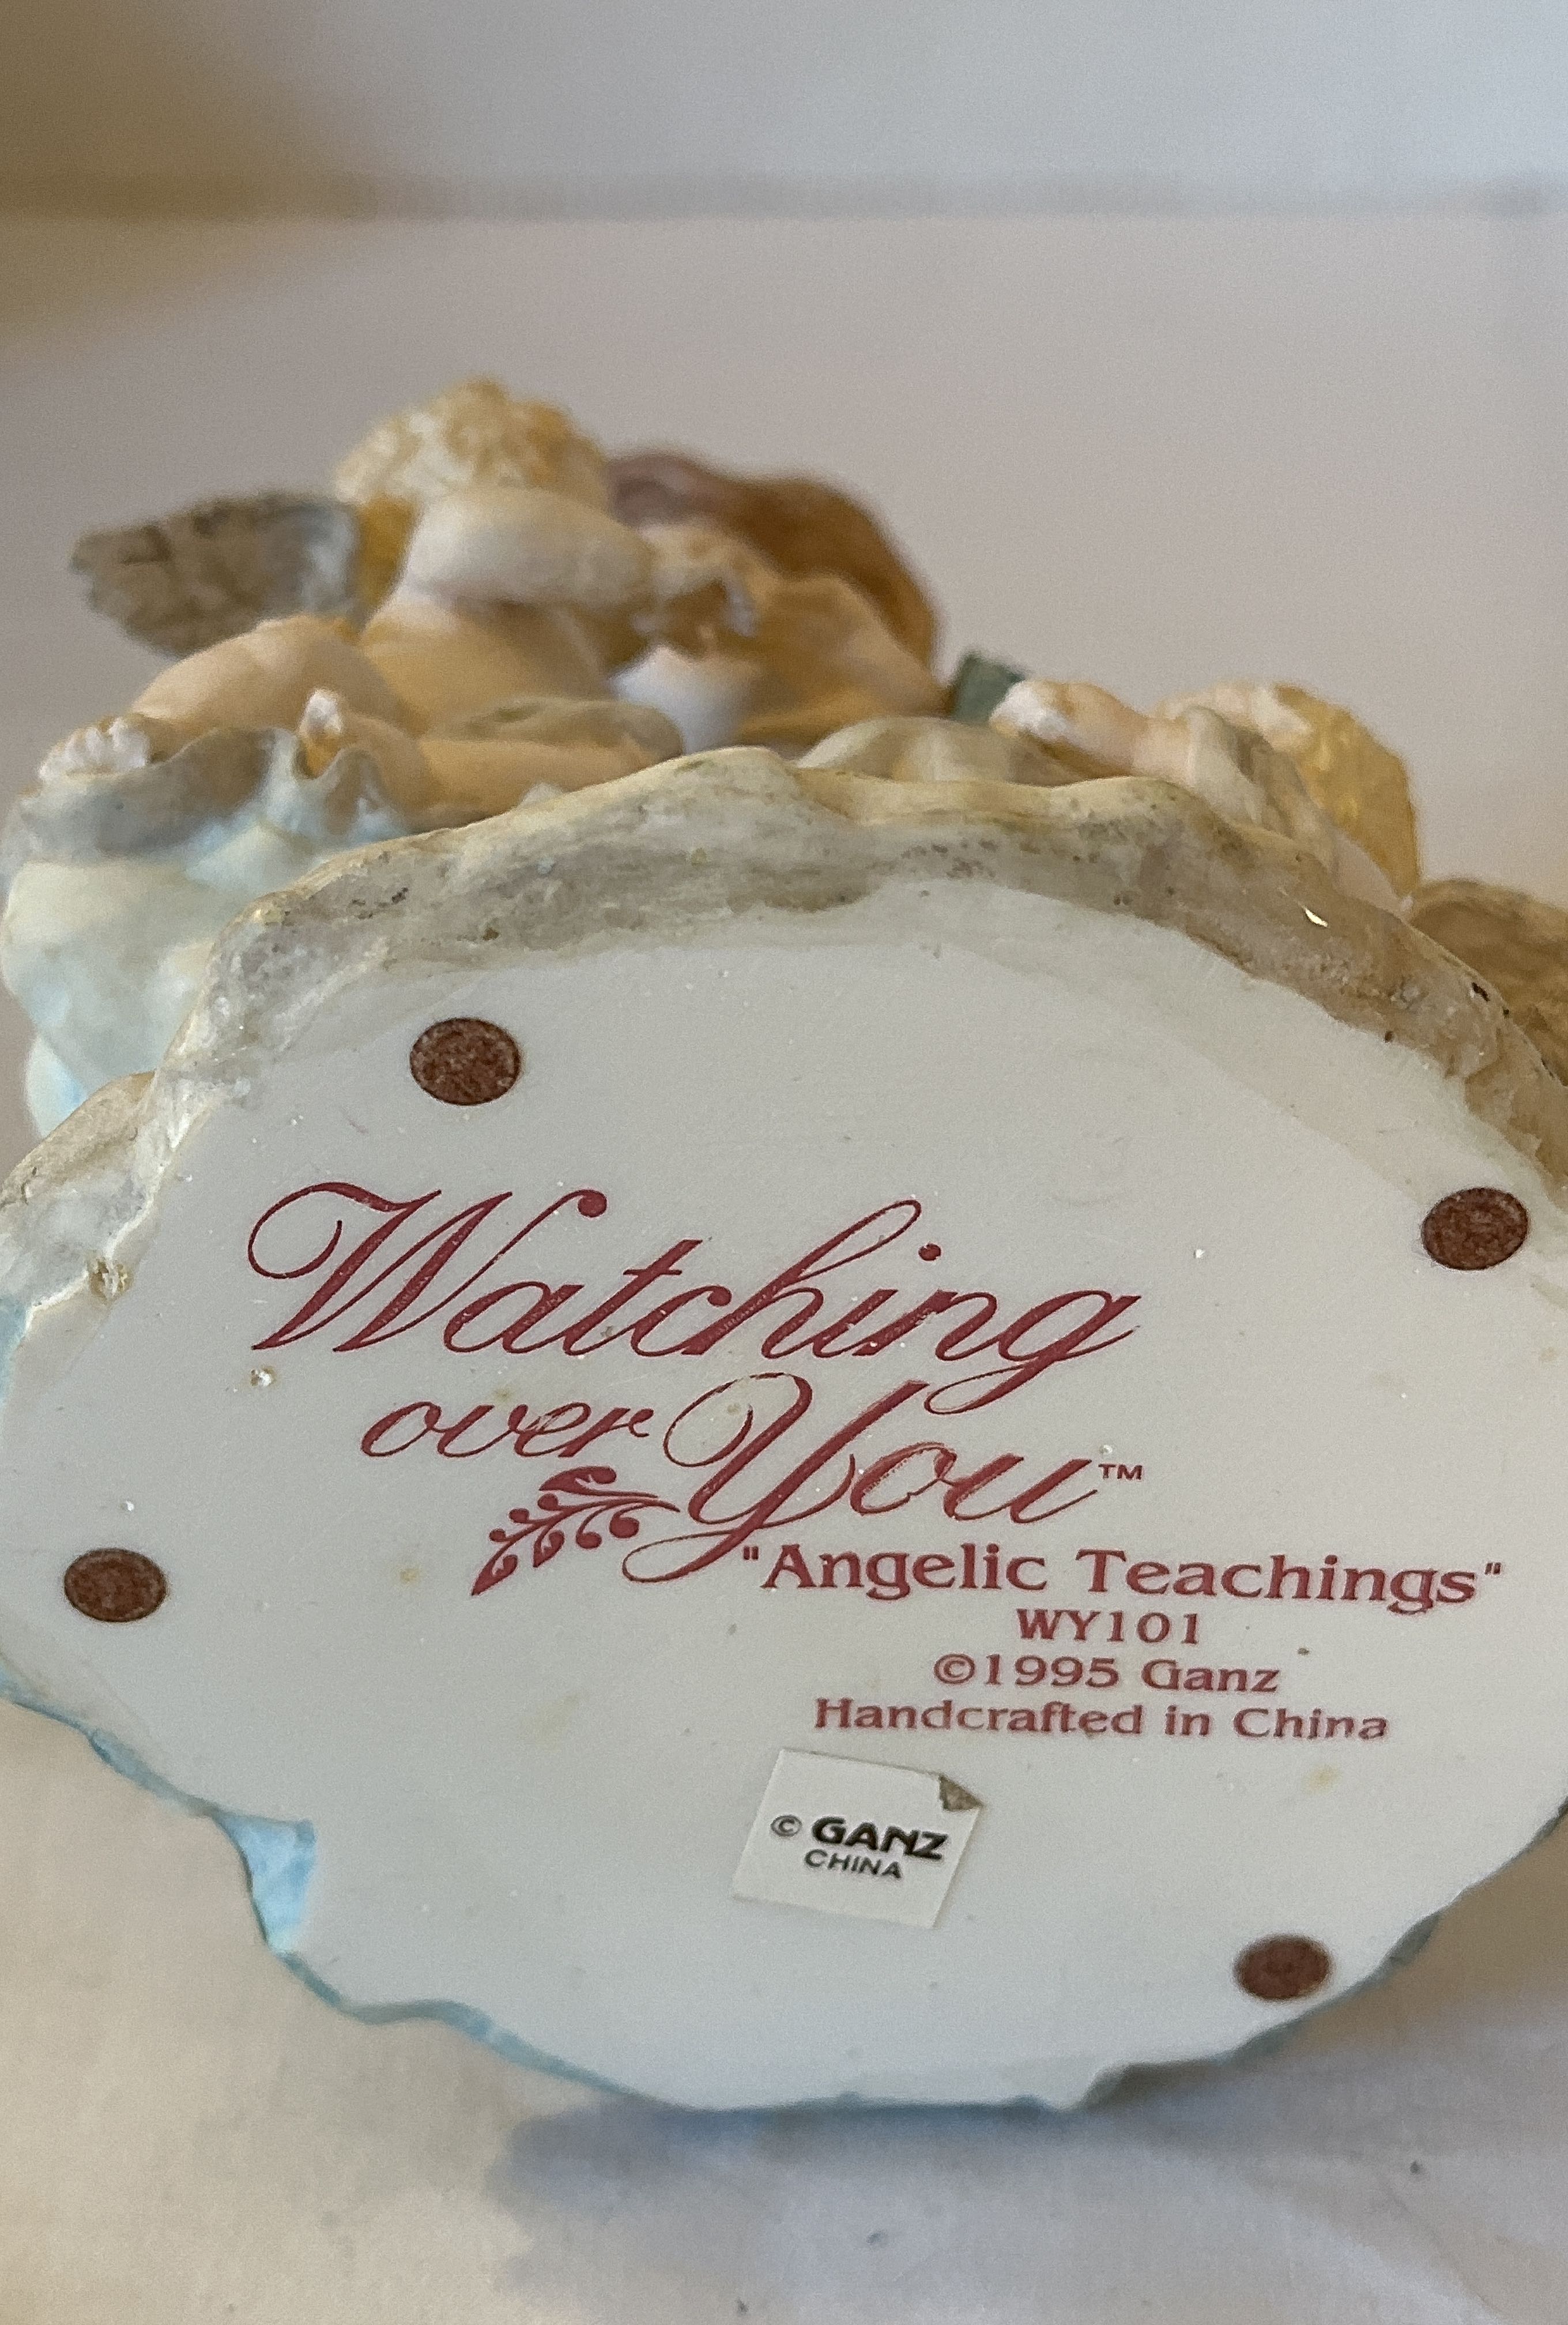 Watching
over You™
"Angelic Teachings"
WY101
©1995 Ganz
Handcrafted in China
© GANZ
CHINA